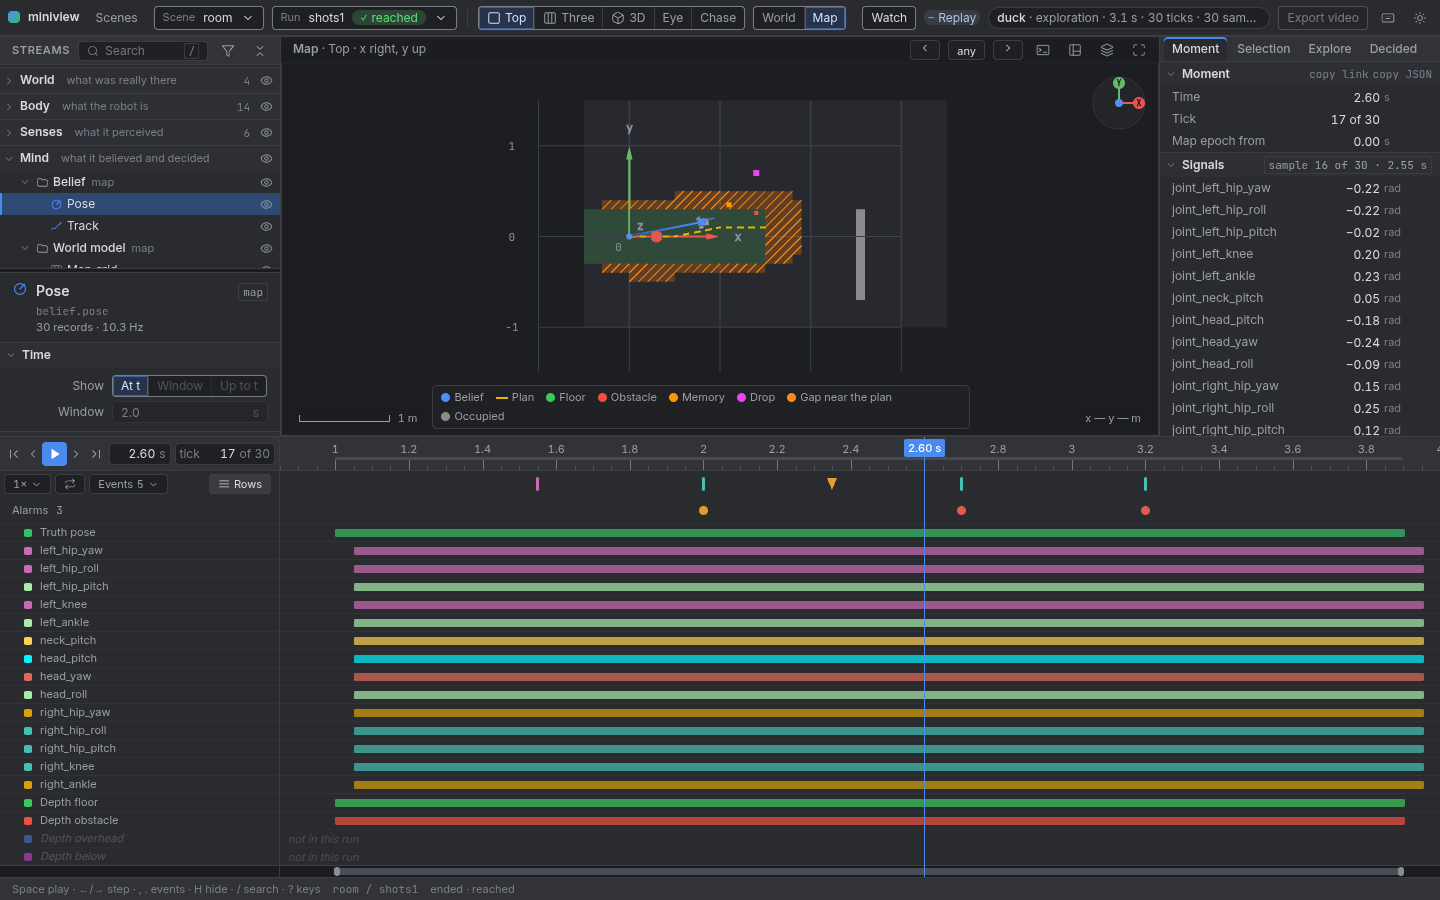 miniview Scenes Scene room Run shots1 ✓ reached Top Three 3D Eye Chase World Map Watch Replay duck · exploration · 3.1 s · 30 ticks · 30 sam... Export video
STREAMS Search /
World what was really there 4
Body what the robot is 14
Senses what it perceived 6
Mind what it believed and decided
Belief map
Pose
Track
World model map
Pose map
belief.pose
30 records · 10.3 Hz
Time
Show At t Window Up to t
Window 2.0 s
Map · Top · x right, y up
any
Y
X
y
1
z
x
0
0
-1
1 m
Belief Plan Floor Obstacle Memory Drop Gap near the plan
Occupied
x — y — m
Moment Selection Explore Decided
Moment copy link copy JSON
Time 2.60 s
Tick 17 of 30
Map epoch from 0.00 s
Signals sample 16 of 30 · 2.55 s
joint_left_hip_yaw −0.22 rad
joint_left_hip_roll −0.22 rad
joint_left_hip_pitch −0.02 rad
joint_left_knee 0.20 rad
joint_left_ankle 0.23 rad
joint_neck_pitch 0.05 rad
joint_head_pitch −0.18 rad
joint_head_yaw −0.24 rad
joint_head_roll −0.09 rad
joint_right_hip_yaw 0.15 rad
joint_right_hip_roll 0.25 rad
joint_right_hip_pitch 0.12 rad
2.60 s tick 17 of 30
1 1.2 1.4 1.6 1.8 2 2.2 2.4 2.60 s 2.8 3 3.2 3.4 3.6 3.8
1× Events 5 Rows
Alarms 3
Truth pose
left_hip_yaw
left_hip_roll
left_hip_pitch
left_knee
left_ankle
neck_pitch
head_pitch
head_yaw
head_roll
right_hip_yaw
right_hip_roll
right_hip_pitch
right_knee
right_ankle
Depth floor
Depth obstacle
Depth overhead not in this run
Depth below not in this run
Space play · ←/→ step · , . events · H hide · / search · ? keys room / shots1 ended · reached